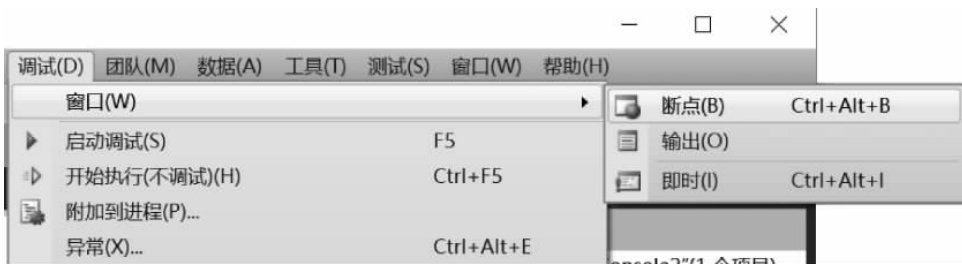 调试(D) 团队(M) 数据(A) 工具(T) 测试(S) 窗口(W) 帮助(H)
窗口(W)
断点(B) Ctrl+Alt+B
启动调试(S) F5
输出(O)
开始执行(不调试)(H) Ctrl+F5
即时(I) Ctrl+Alt+I
附加到进程(P)...
异常(X)... Ctrl+Alt+E